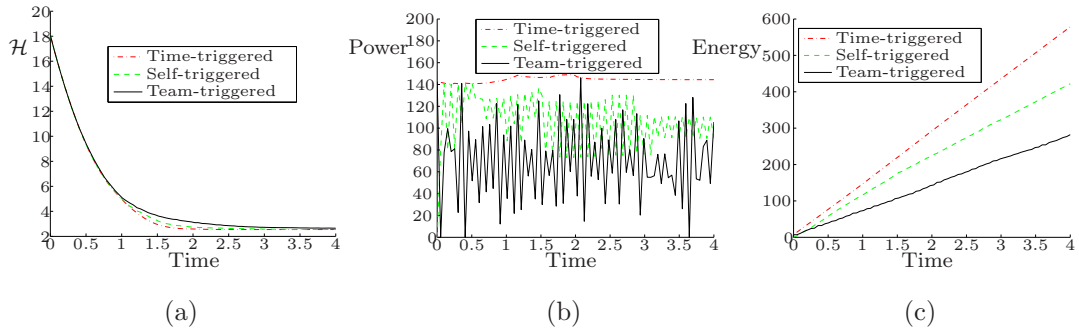 20
18
16
14
12
10
8
6
4
2
ℋ
Time-triggered
Self-triggered
Team-triggered
0 0.5 1 1.5 2 2.5 3 3.5 4
Time
(a)
200
180
160
140
120
100
80
60
40
20
0
Power
Time-triggered
Self-triggered
Team-triggered
0 0.5 1 1.5 2 2.5 3 3.5 4
Time
(b)
600
500
400
300
200
100
0
Energy
Time-triggered
Self-triggered
Team-triggered
0 0.5 1 1.5 2 2.5 3 3.5 4
Time
(c)